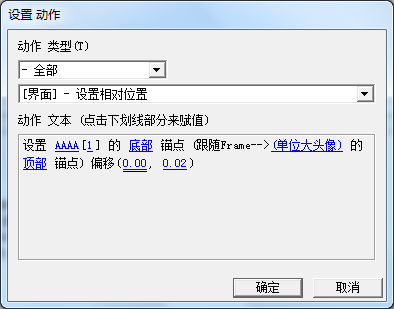 设置 动作
动作 类型(T)
- 全部
[界面] - 设置相对位置
动作 文本 (点击下划线部分来赋值)
设置 AAAA[1] 的 底部 锚点 (跟随Frame-->(单位大头像) 的
顶部 锚点) 偏移(0.00, 0.02)
确定 取消